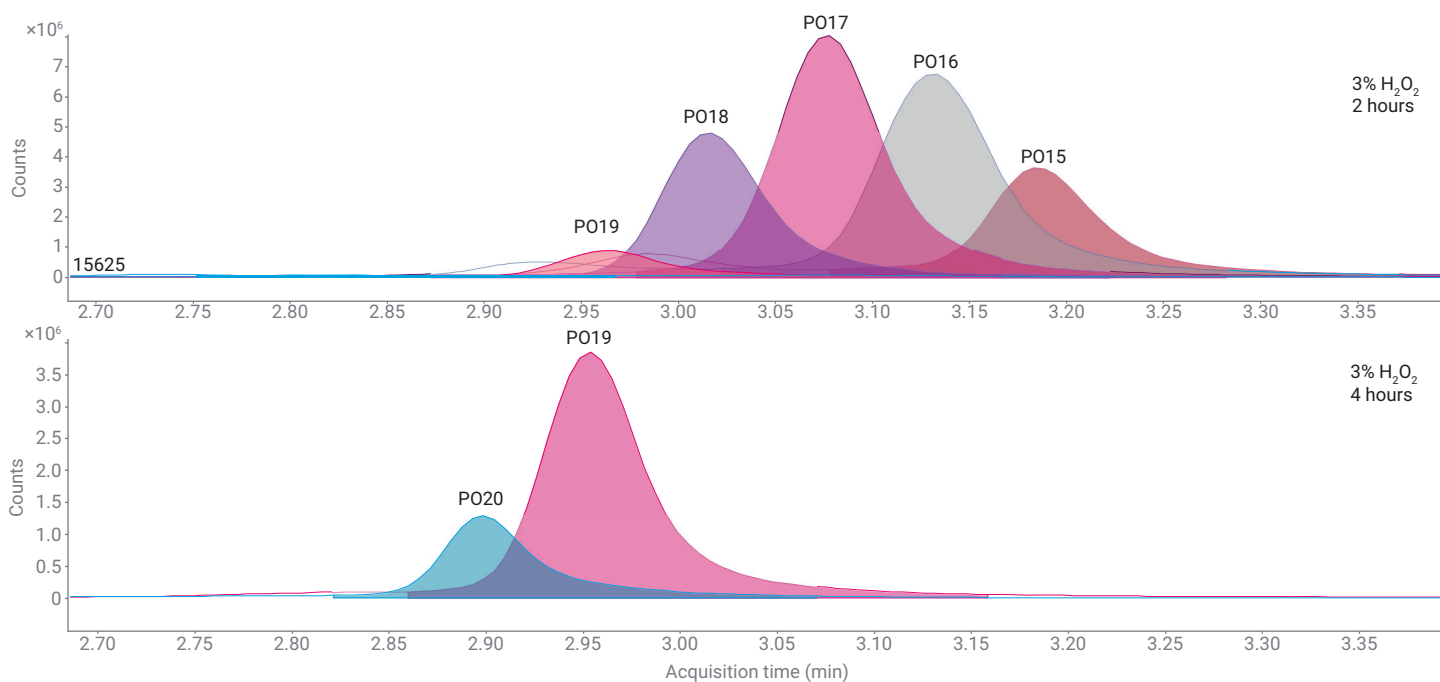 ×10⁶
PO17
PO16
3% H₂O₂
2 hours
7
6
PO18
5
PO15
4
Counts
3
PO19
2
1
15625
0
2.70 2.75 2.80 2.85 2.90 2.95 3.00 3.05 3.10 3.15 3.20 3.25 3.30 3.35
×10⁶
PO19
3% H₂O₂
4 hours
3.5
3.0
2.5
2.0
PO20
Counts
1.5
1.0
0.5
0
2.70 2.75 2.80 2.85 2.90 2.95 3.00 3.05 3.10 3.15 3.20 3.25 3.30 3.35
Acquisition time (min)